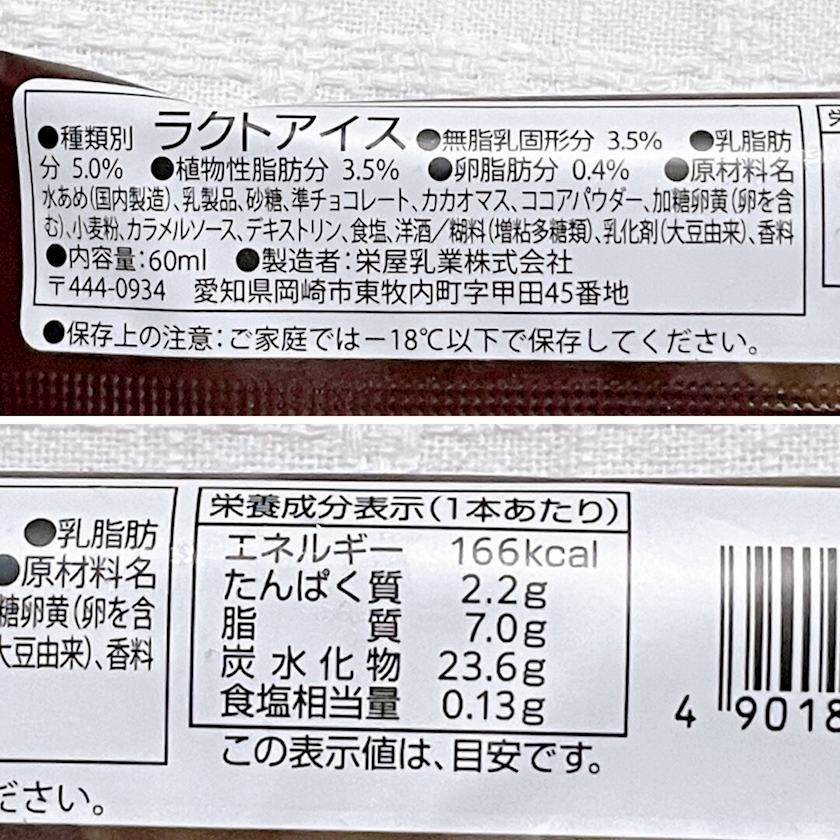 ●種類別 ラクトアイス ●無脂乳固形分 3.5% ●乳脂肪
分 5.0% ●植物性脂肪分 3.5% ●卵脂肪分 0.4% ●原材料名
水あめ(国内製造)、乳製品、砂糖、準チョコレート、カカオマス、ココアパウダー、加糖卵黄(卵を含
む)、小麦粉、カラメルソース、デキストリン、食塩、洋酒/糊料(増粘多糖類)、乳化剤(大豆由来)、香料
●内容量:60ml ●製造者:栄屋乳業株式会社
〒444-0934 愛知県岡崎市東牧内町字甲田45番地
●保存上の注意:ご家庭では-18℃以下で保存してください。
●乳脂肪
●原材料名
糖卵黄(卵を含
大豆由来)、香料
ださい。
栄養成分表示(1本あたり)
エネルギー 166kcal
たんぱく質 2.2g
脂質 7.0g
炭水化物 23.6g
食塩相当量 0.13g
この表示値は、目安です。
4 9018